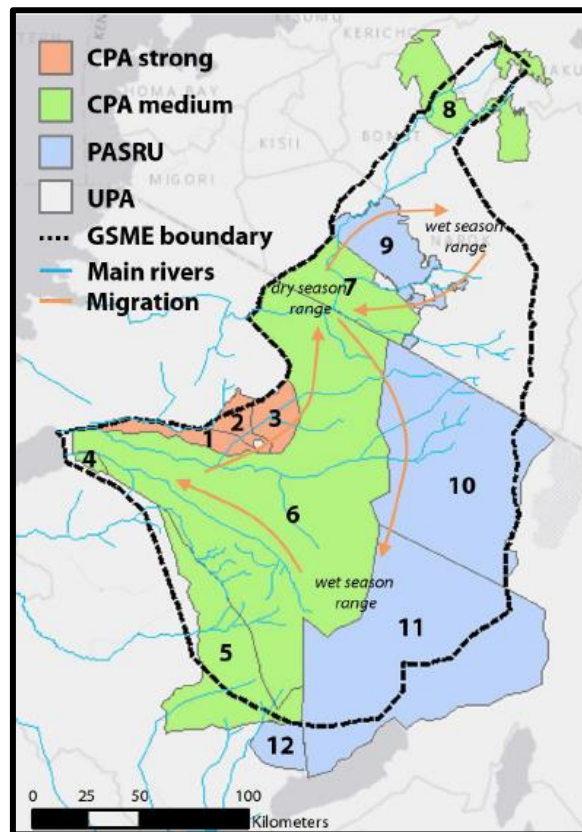 KISUMU
KERICHO
CPA strong
CPA medium
HOMA BAY
KISII
BOMET
MIGORI
PASRU
UPA
GSME boundary
Main rivers
Migration
8
9
wet season
range
NAROK
7
dry season
range
2
3
1
4
10
6
wet season
range
11
5
12
0 25 50 100
Kilometers